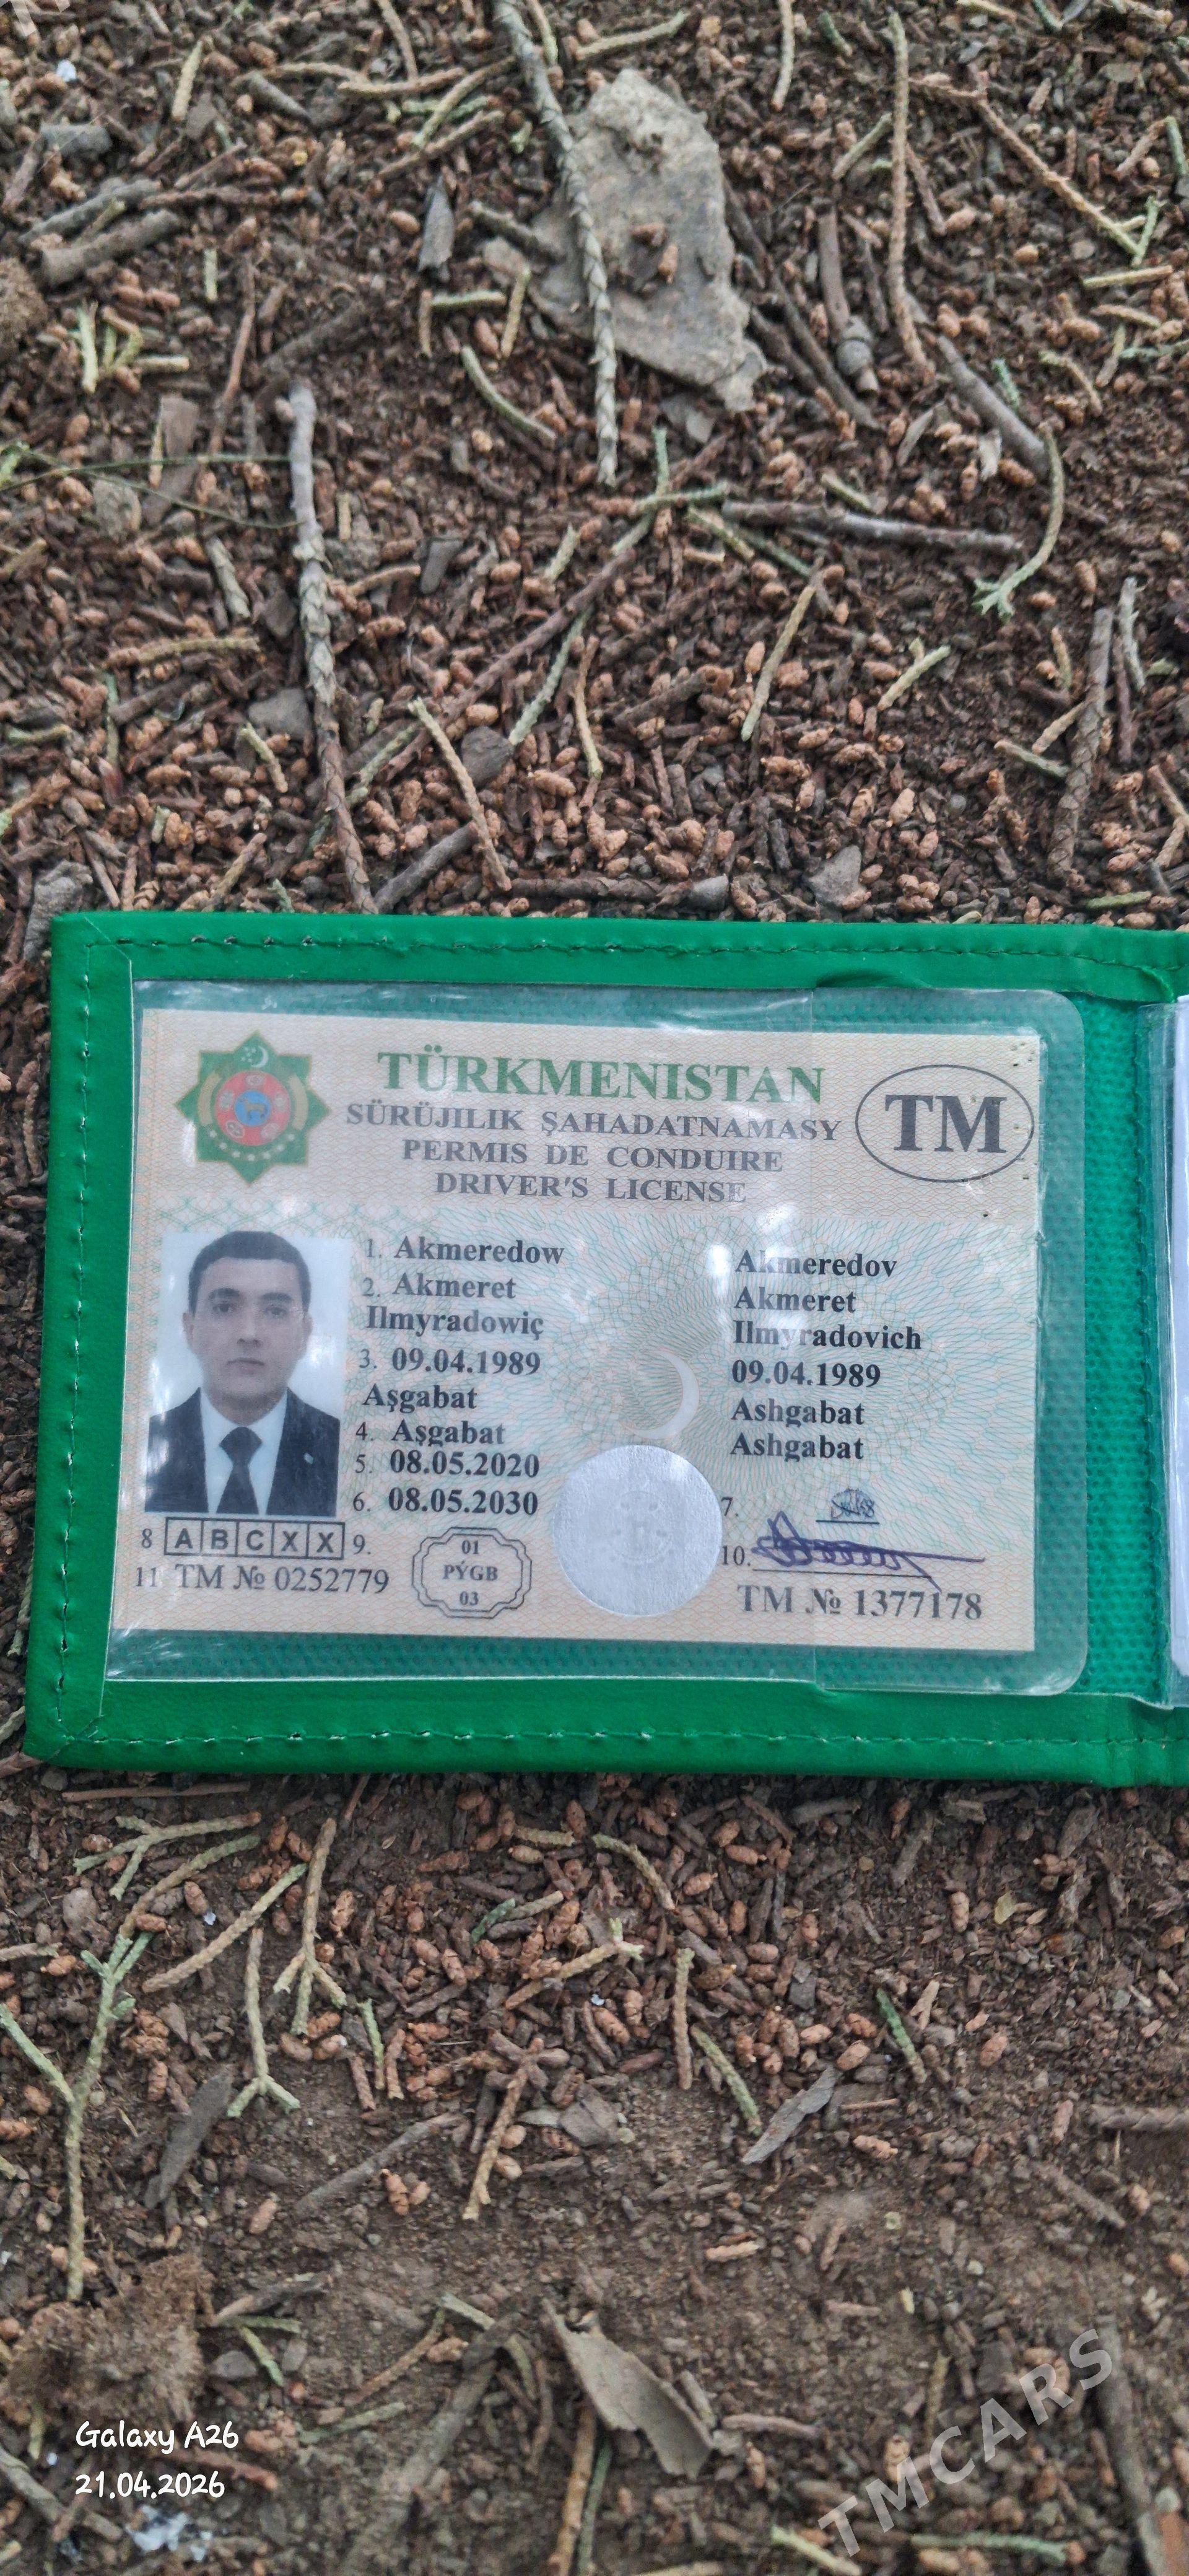 TÜRKMENISTAN
SÜRÜJILIK ŞAHADATNAMASY
PERMIS DE CONDUIRE
DRIVER'S LICENSE
TM
1. Akmeredow
2. Akmeret
Ilmyradowiç
3. 09.04.1989
Aşgabat
4. Aşgabat
5. 08.05.2020
6. 08.05.2030
Akmeredov
Akmeret
Ilmyradovich
09.04.1989
Ashgabat
Ashgabat
7.
8 A B C X X 9.
10.
11 TM № 0252779
01
PÝGB
03
TM № 1377178
Galaxy A26
21.04.2026
TMCARS